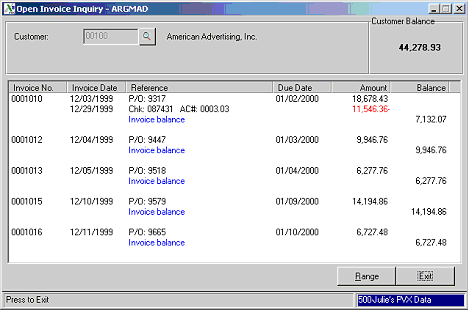 Open Invoice Inquiry - ARGMAD
Customer Balance
Customer: 00100 American Advertising, Inc. 44,278.93
Invoice No. Invoice Date Reference Due Date Amount Balance
0001010 12/03/1999 P/O: 9317 01/02/2000 18,678.43
12/29/1999 Chk: 087431 AC#: 0003.03 11,546.36-
Invoice balance 7,132.07
0001012 12/04/1999 P/O: 9447 01/03/2000 9,946.76
Invoice balance 9,946.76
0001013 12/05/1999 P/O: 9518 01/04/2000 6,277.76
Invoice balance 6,277.76
0001015 12/10/1999 P/O: 9579 01/09/2000 14,194.86
Invoice balance 14,194.86
0001016 12/11/1999 P/O: 9665 01/10/2000 6,727.48
Invoice balance 6,727.48
Range Exit
Press to Exit 500Julie's PVX Data